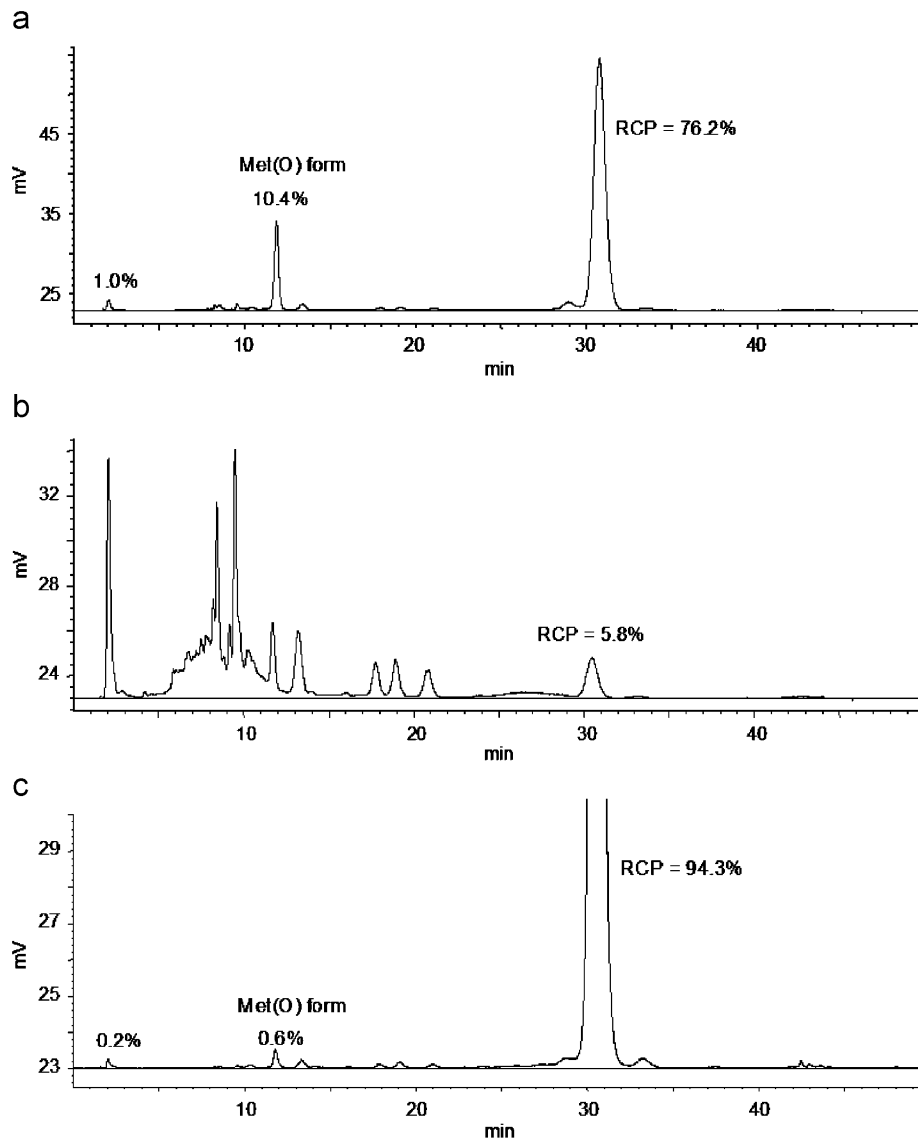 a
45
35
25
mV
1.0%
Met(O) form
10.4%
RCP = 76.2%
10
20
30
40
min
b
32
28
24
mV
RCP = 5.8%
10
20
30
40
min
c
29
27
25
23
mV
0.2%
Met(O) form
0.6%
RCP = 94.3%
10
20
30
40
min